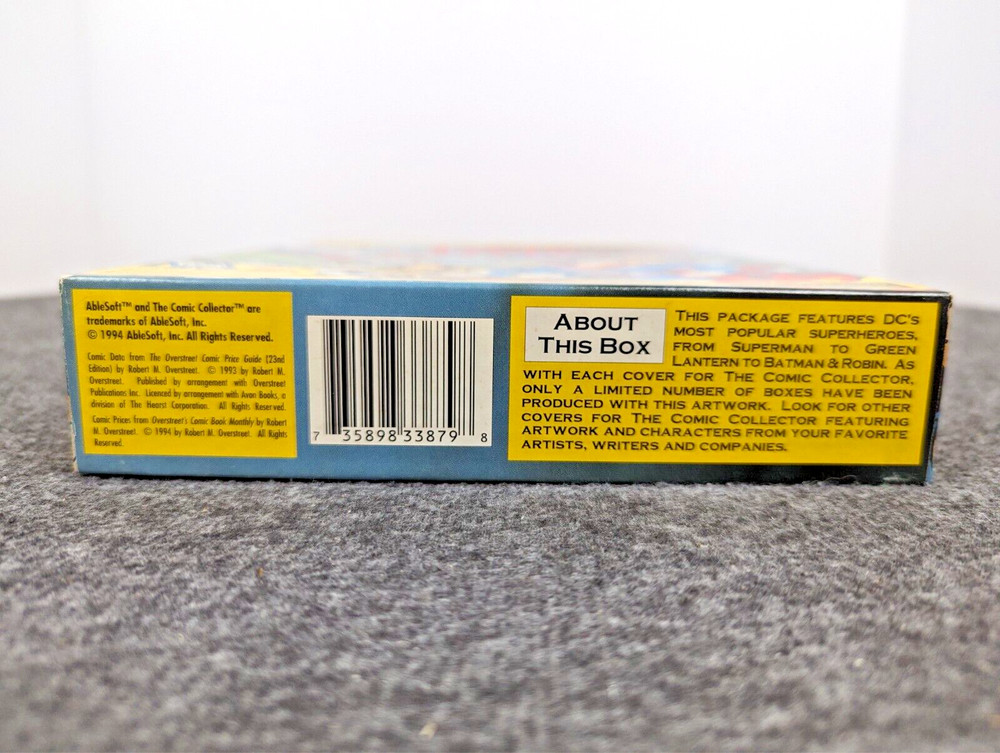 AbleSoft™ and The Comic Collector™ are
trademarks of AbleSoft, Inc.
© 1994 AbleSoft, Inc. All Rights Reserved.
Comic Data from The Overstreet Comic Price Guide (23nd
Edition) by Robert M. Overstreet. © 1993 by Robert M.
Overstreet. Published by arrangement with Overstreet
Publications Inc. Licenced by arrangement with Avon Books, a
division of The Hearst Corporation. All Rights Reserved.
Comic Prices from Overstreet's Comic Book Monthly by Robert
M. Overstreet. © 1994 by Robert M. Overstreet. All Rights
Reserved.
7 35898 33879 8
ABOUT
THIS BOX
THIS PACKAGE FEATURES DC'S
MOST POPULAR SUPERHEROES,
FROM SUPERMAN TO GREEN
LANTERN TO BATMAN & ROBIN. AS
WITH EACH COVER FOR THE COMIC COLLECTOR,
ONLY A LIMITED NUMBER OF BOXES HAVE BEEN
PRODUCED WITH THIS ARTWORK. LOOK FOR OTHER
COVERS FOR THE COMIC COLLECTOR FEATURING
ARTWORK AND CHARACTERS FROM YOUR FAVORITE
ARTISTS, WRITERS AND COMPANIES.